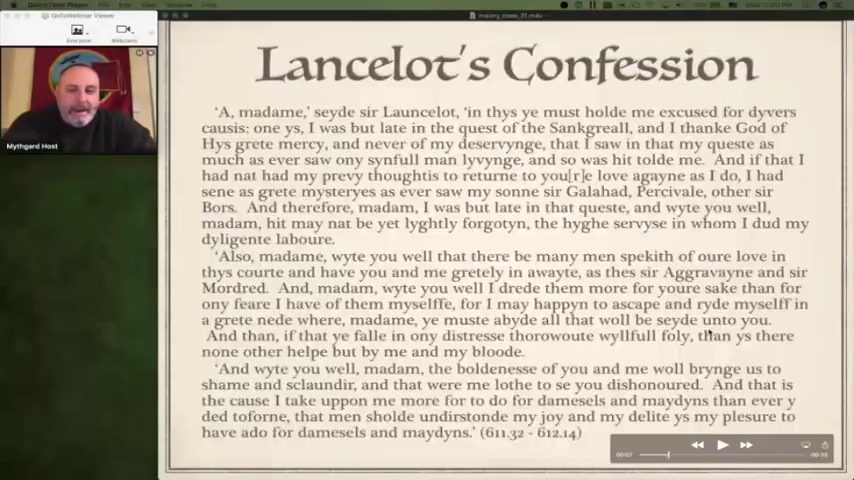 GoToWebinar Viewer
Everyone
Webcams
Mythgard Host
malory_class_31.m4v
Lancelot's Confession
'A, madame,' seyde sir Launcelot, 'in thys ye must holde me excused for dyvers
causis: one ys, I was but late in the quest of the Sankgreall, and I thanke God of
Hys grete mercy, and never of my deservynge, that I saw in that my queste as
much as ever saw ony synfull man lyvynge, and so was hit tolde me. And if that I
had nat had my prevy thoughtis to returne to you[r]e love agayne as I do, I had
sene as grete mysteryes as ever saw my sonne sir Galahad, Percivale, other sir
Bors. And therefore, madam, I was but late in that queste, and wyte you well,
madam, hit may nat be yet lyghtly forgotyn, the hyghe servyse in whom I dud my
dyligente laboure.
'Also, madame, wyte you well that there be many men spekith of oure love in
thys courte and have you and me gretely in awayte, as thes sir Aggravayne and sir
Mordred. And, madam, wyte you well I drede them more for youre sake than for
ony feare I have of them myselffe, for I may happyn to ascape and ryde myselff in
a grete nede where, madame, ye muste abyde all that woll be seyde unto you.
And than, if that ye falle in ony distresse thorowoute wyllfull foly, than ys there
none other helpe but by me and my bloode.
'And wyte you well, madam, the boldenesse of you and me woll brynge us to
shame and sclaundir, and that were me lothe to se you dishonoured. And that is
the cause I take uppon me more for to do for damesels and maydyns than ever y
ded toforne, that men sholde undirstonde my joy and my delite ys my plesure to
have ado for damesels and maydyns.' (611.32 - 612.14)
00:07